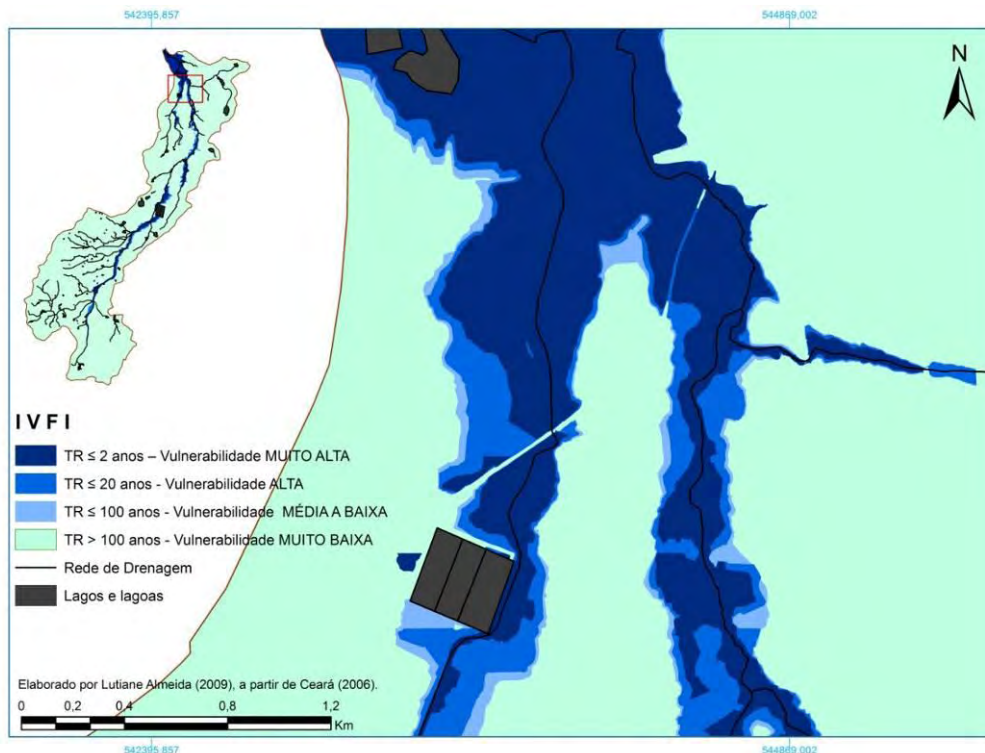 542395,857
544869,002
N
I V F I
TR ≤ 2 anos – Vulnerabilidade MUITO ALTA
TR ≤ 20 anos - Vulnerabilidade ALTA
TR ≤ 100 anos - Vulnerabilidade MÉDIA A BAIXA
TR > 100 anos - Vulnerabilidade MUITO BAIXA
Rede de Drenagem
Lagos e lagoas
Elaborado por Lutiane Almeida (2009), a partir de Ceará (2006).
0 0,2 0,4 0,8 1,2
Km
542395,857
544869,002